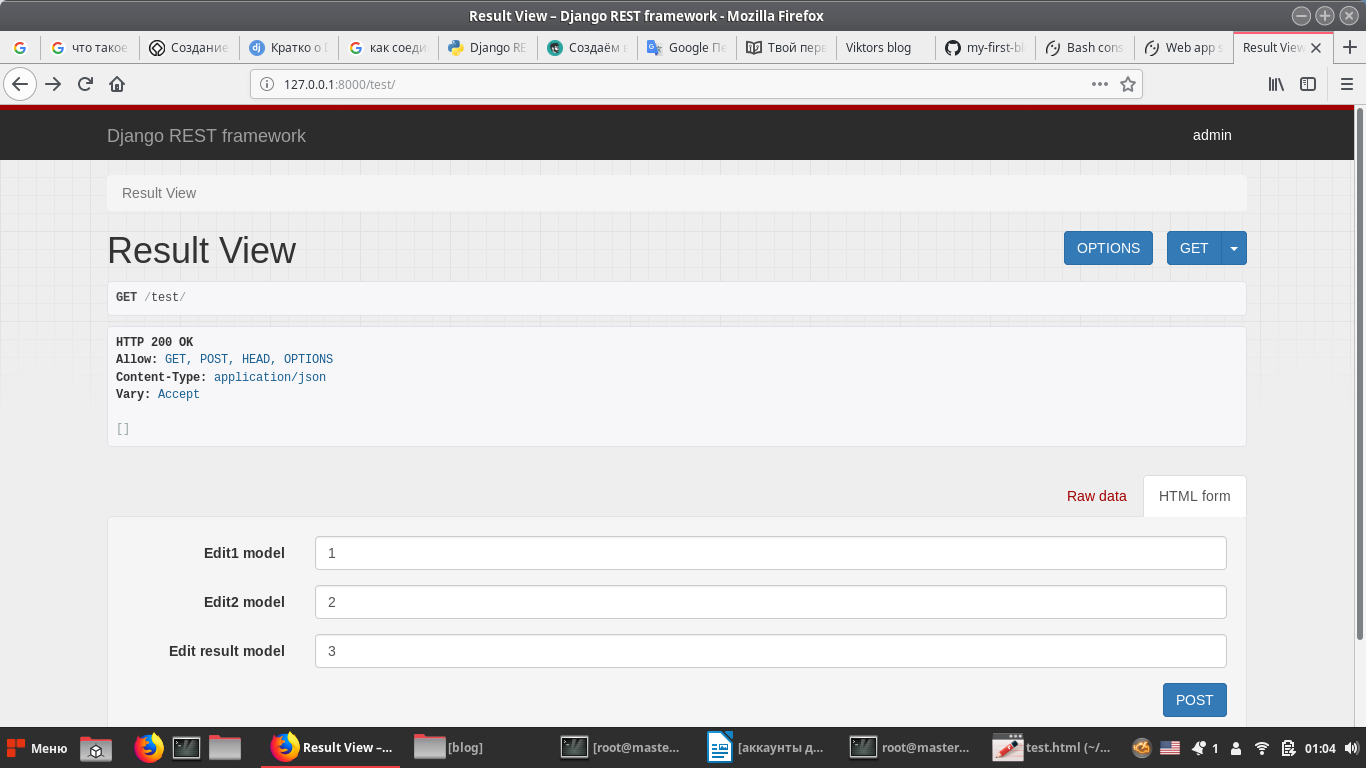 Result View – Django REST framework - Mozilla Firefox
что такое
Создание
Кратко о
как соеди
Django RE
Создаём
Google Пе
Твой перв
Viktors blog
my-first-bl
Bash cons
Web app s
Result View
127.0.0.1:8000/test/
Django REST framework
admin
Result View
Result View
OPTIONS
GET
GET /test/
HTTP 200 OK
Allow: GET, POST, HEAD, OPTIONS
Content-Type: application/json
Vary: Accept
[]
Raw data
HTML form
Edit1 model
1
Edit2 model
2
Edit result model
3
POST
Меню
Result View –...
[blog]
[root@maste...
[аккаунты д...
root@master...
test.html (~/...
1
01:04